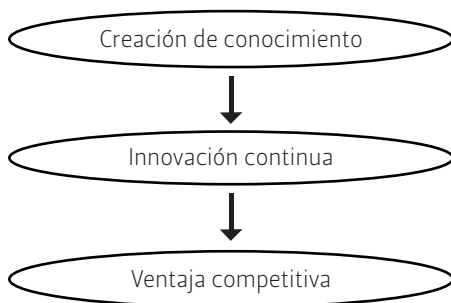 Creación de conocimiento
Innovación continua
Ventaja competitiva